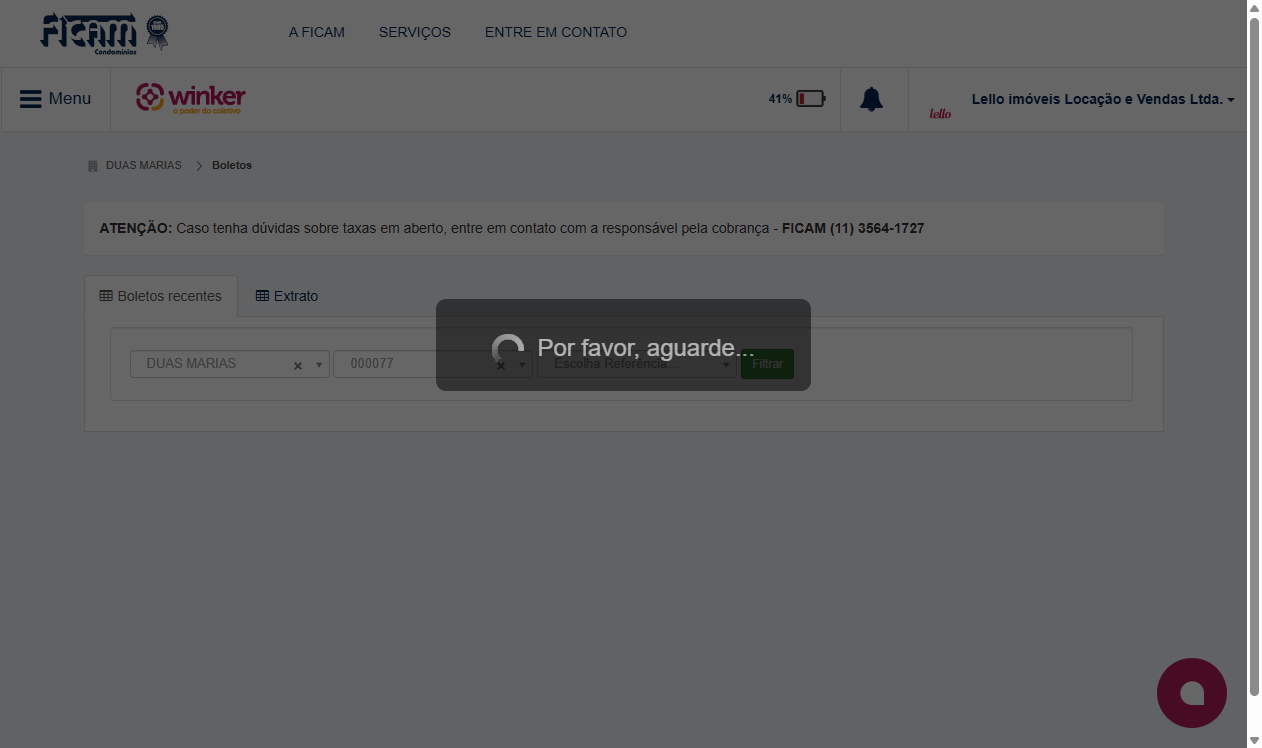 ficam
Condomínios
A FICAM SERVIÇOS ENTRE EM CONTATO
Menu
winker
o poder do coletivo
41%
lello
Lello imóveis Locação e Vendas Ltda.
DUAS MARIAS > Boletos
ATENÇÃO: Caso tenha dúvidas sobre taxas em aberto, entre em contato com a responsável pela cobrança - FICAM (11) 3564-1727
Boletos recentes Extrato
Por favor, aguarde...
DUAS MARIAS × 000077 × Escolha Referência... Filtrar